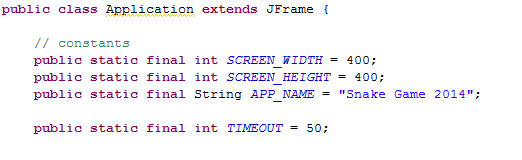 public class Application extends JFrame {
// constants
public static final int SCREEN_WIDTH = 400;
public static final int SCREEN_HEIGHT = 400;
public static final String APP_NAME = "Snake Game 2014";
public static final int TIMEOUT = 50;